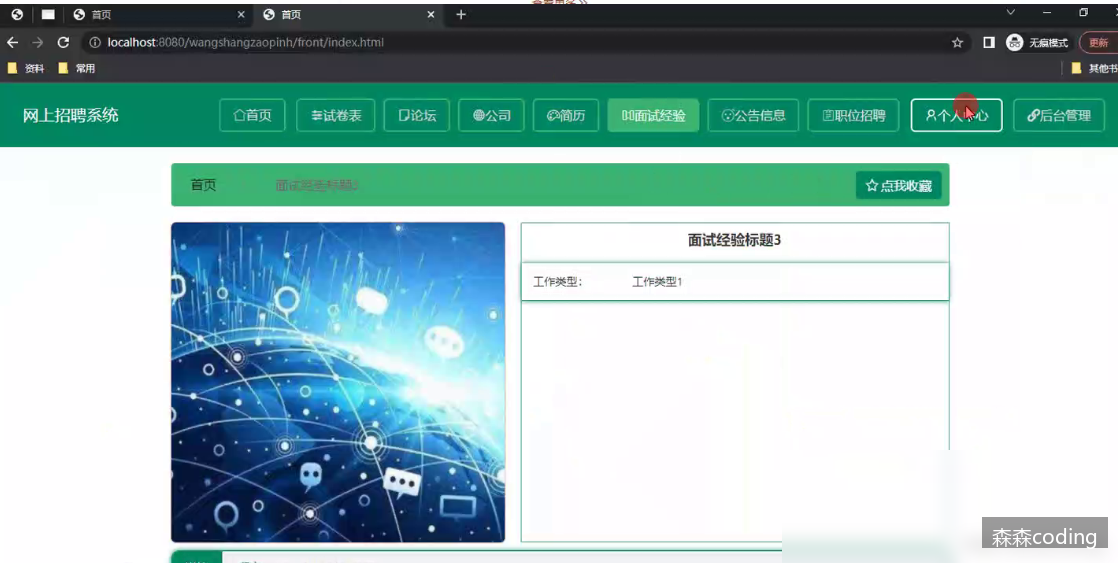 首页
首页
localhost:8080/wangshangzaopinh/front/index.html
无痕模式
更新
资料
常用
其他书
网上招聘系统
首页
试卷表
论坛
公司
简历
面试经验
公告信息
职位招聘
个人中心
后台管理
首页
面试经验标题3
点我收藏
面试经验标题3
工作类型：
工作类型1
森森coding